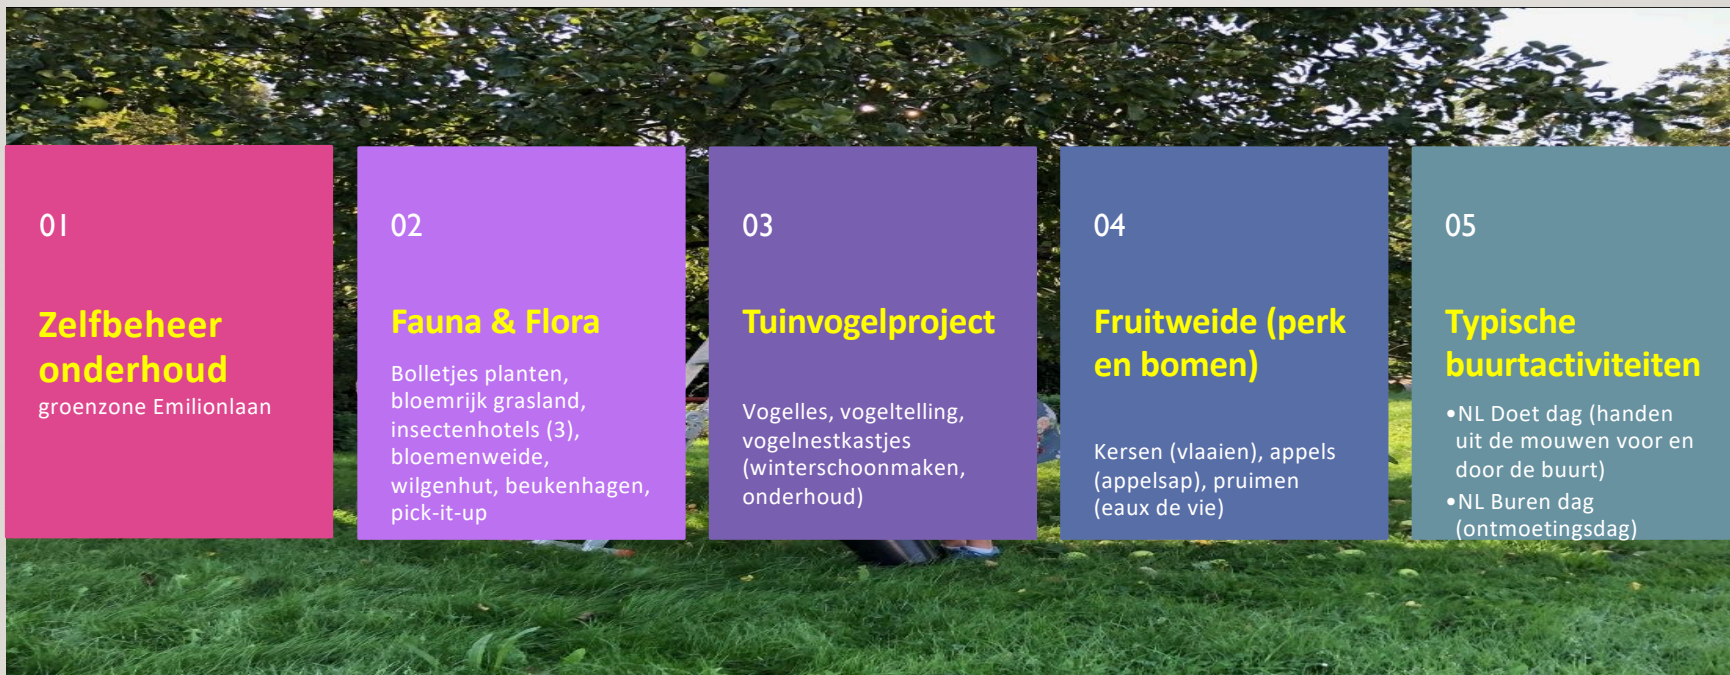 01
Zelfbeheer
onderhoud
groenzone Emilionlaan
02
Fauna & Flora
Bolletjes planten,
bloemrijk grasland,
insectenhotels (3),
bloemenweide,
wilgenhut, beukenhagen,
pick-it-up
03
Tuinvogelproject
Vogelles, vogeltelling,
vogelnestkastjes
(winterschoonmaken,
onderhoud)
04
Fruitweide (perk
en bomen)
Kersen (vlaaien), appels
(appelsap), pruimen
(eaux de vie)
05
Typische
buurtactiviteiten
•NL Doet dag (handen
uit de mouwen voor en
door de buurt)
•NL Buren dag
(ontmoetingsdag)